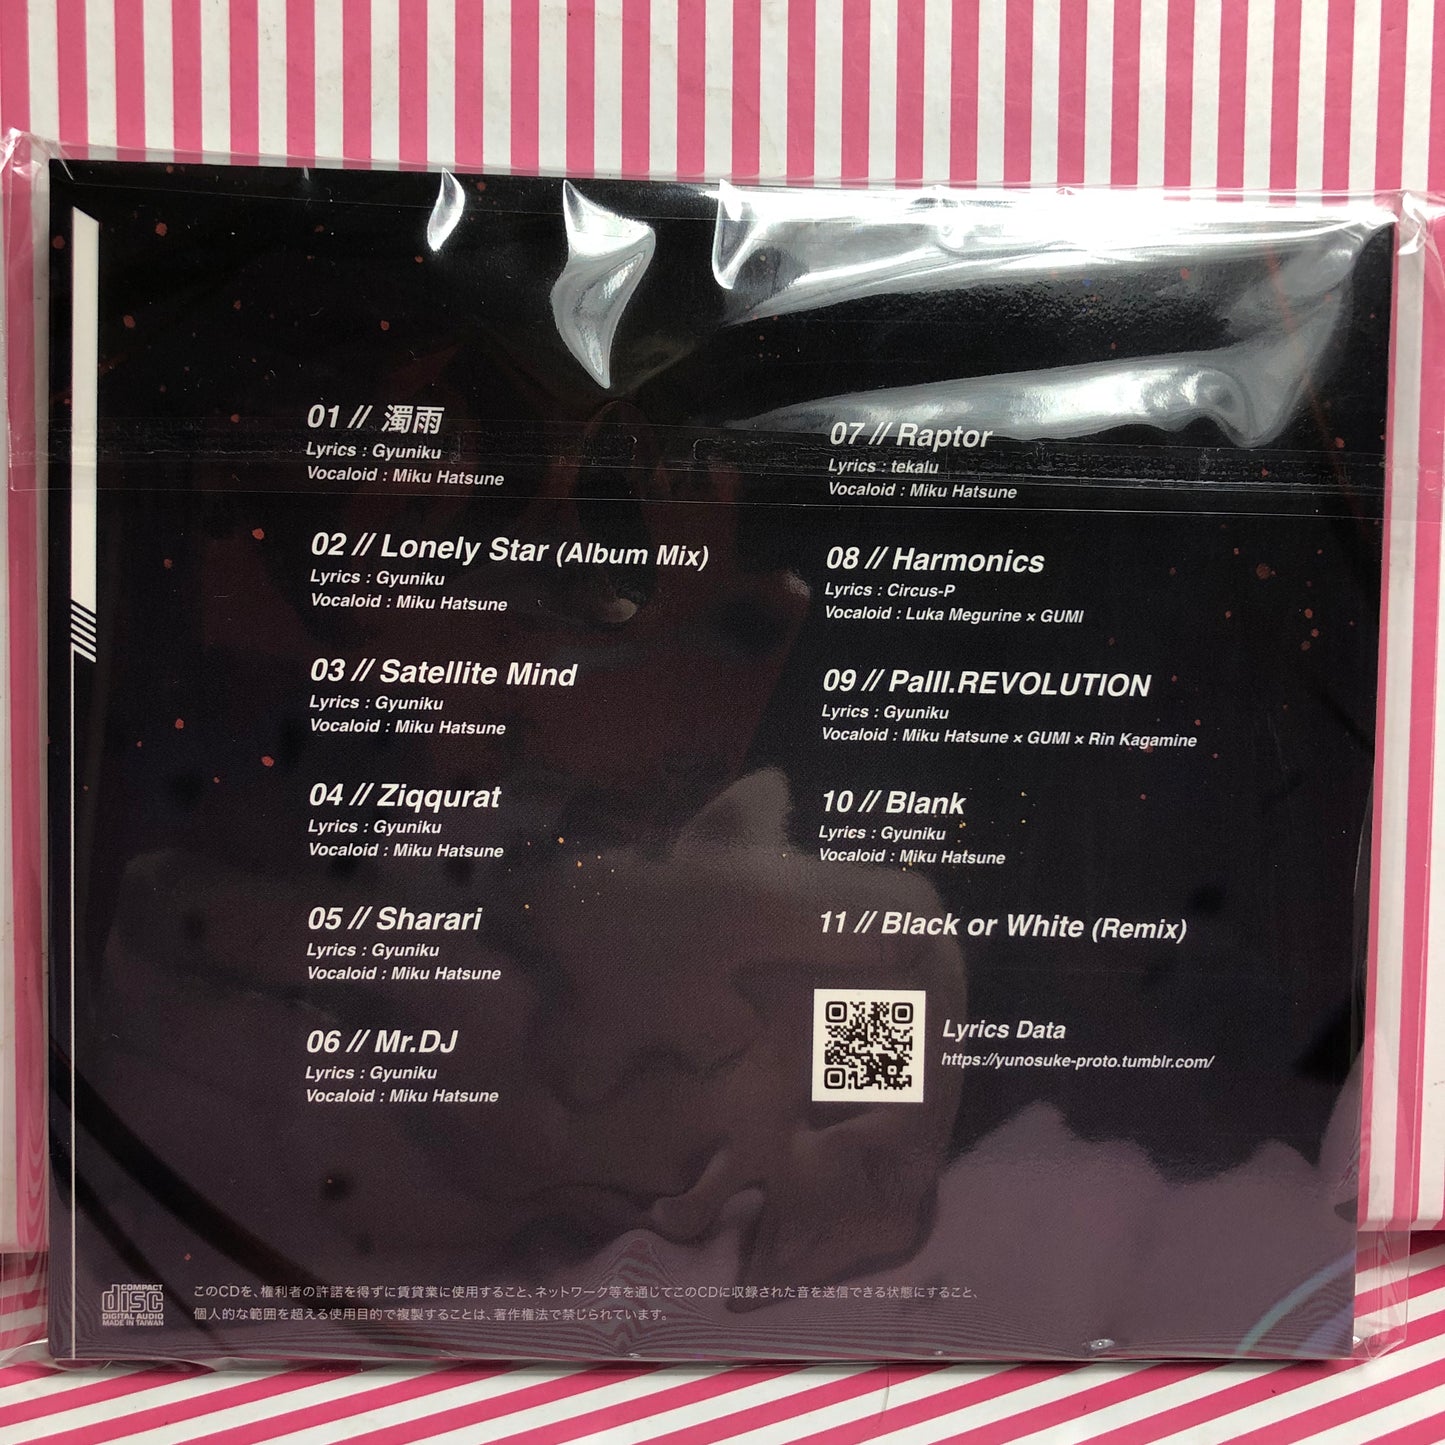 01 // 濁雨
Lyrics : Gyuniku
Vocaloid : Miku Hatsune
02 // Lonely Star (Album Mix)
Lyrics : Gyuniku
Vocaloid : Miku Hatsune
03 // Satellite Mind
Lyrics : Gyuniku
Vocaloid : Miku Hatsune
04 // Ziqqurat
Lyrics : Gyuniku
Vocaloid : Miku Hatsune
05 // Sharari
Lyrics : Gyuniku
Vocaloid : Miku Hatsune
06 // Mr.DJ
Lyrics : Gyuniku
Vocaloid : Miku Hatsune
07 // Raptor
Lyrics : tekalu
Vocaloid : Miku Hatsune
08 // Harmonics
Lyrics : Circus-P
Vocaloid : Luka Megurine × GUMI
09 // PaIII.REVOLUTION
Lyrics : Gyuniku
Vocaloid : Miku Hatsune × GUMI × Rin Kagamine
10 // Blank
Lyrics : Gyuniku
Vocaloid : Miku Hatsune
11 // Black or White (Remix)
Lyrics Data
https://yunosuke-proto.tumblr.com/
COMPACT
disc
DIGITAL AUDIO
MADE IN TAIWAN
このCDを、権利者の許諾を得ずに賃貸業に使用すること、ネットワーク等を通じてこのCDに収録された音を送信できる状態にすること、
個人的な範囲を超える使用目的で複製することは、著作権法で禁じられています。